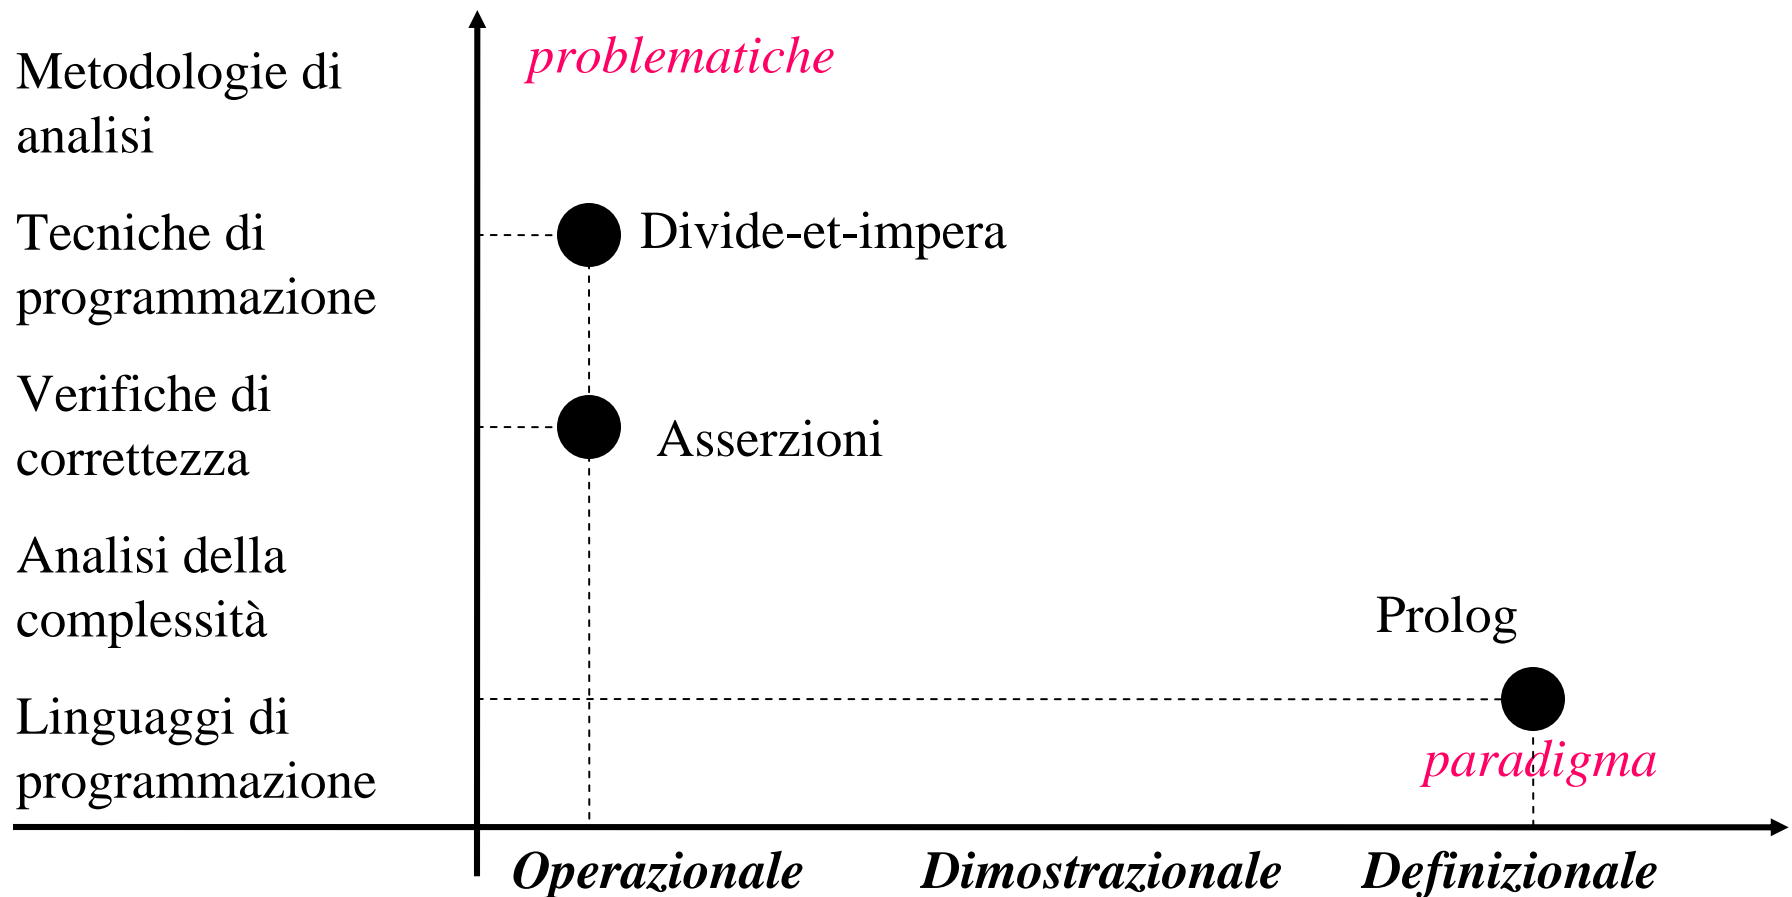 problematiche
Metodologie di
analisi
Tecniche di
programmazione
Divide-et-impera
Verifiche di
correttezza
Asserzioni
Analisi della
complessità
Prolog
Linguaggi di
programmazione
paradigma
Operazionale
Dimostrazionale
Definizionale